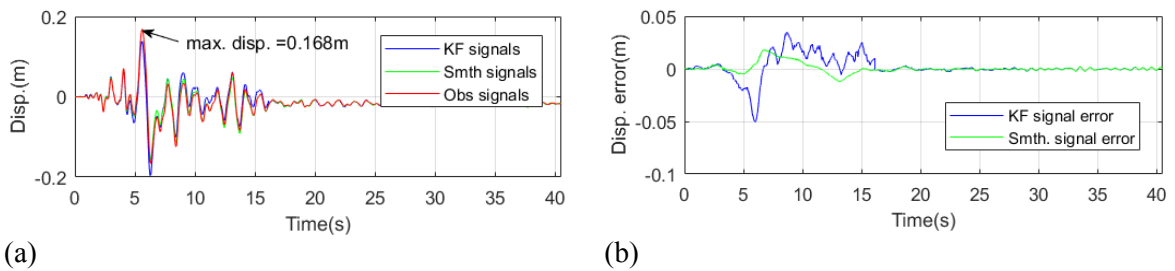 0.2
0
-0.2
Disp.(m)
max. disp. =0.168m
KF signals
Smth signals
Obs signals
0 5 10 15 20 25 30 35 40
Time(s)
(a)
0.05
0
-0.05
-0.1
Disp. error(m)
KF signal error
Smth. signal error
0 5 10 15 20 25 30 35 40
Time(s)
(b)